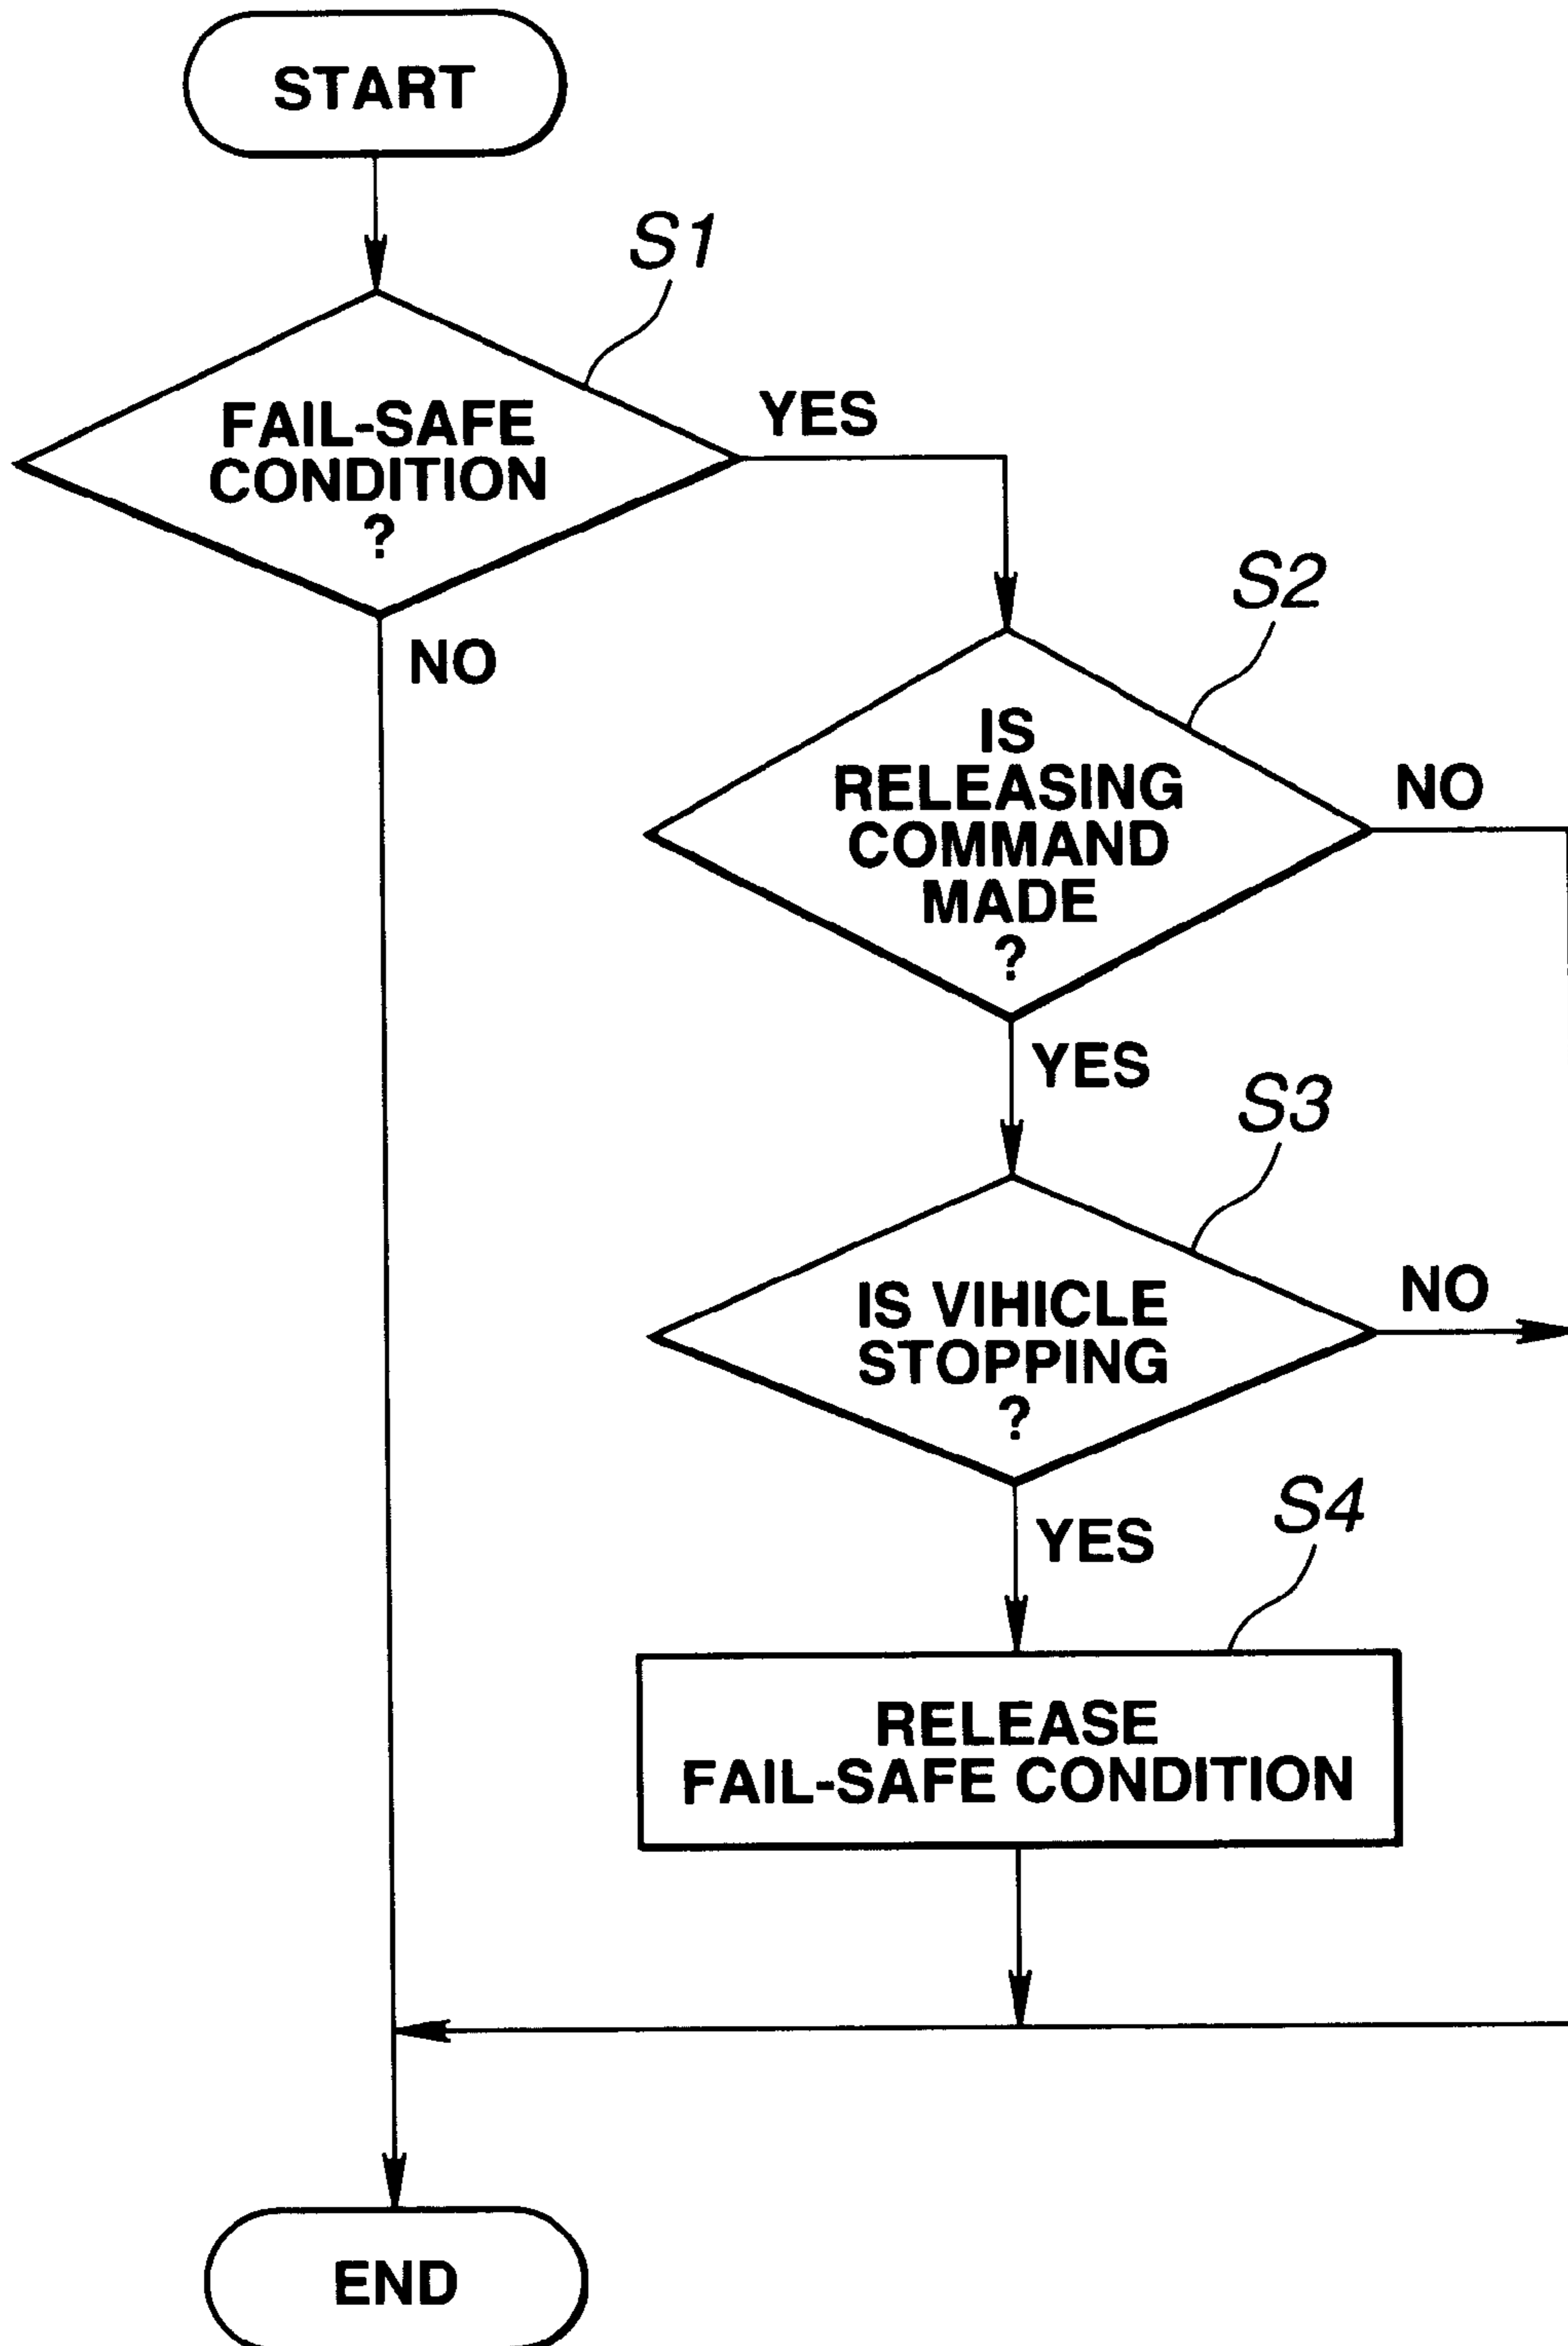 START
S1
FAIL-SAFE
CONDITION
?
YES
NO
S2
IS
RELEASING
COMMAND
MADE
?
NO
YES
S3
IS VIHICLE
STOPPING
?
NO
YES
S4
RELEASE
FAIL-SAFE CONDITION
END